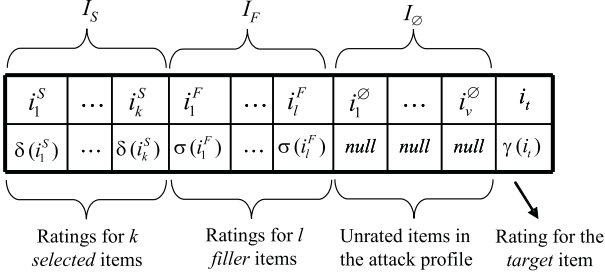 I_S I_F I_∅
i_1^S ... i_k^S i_1^F ... i_l^F i_1^∅ ... i_v^∅ i_t
δ(i_1^S) ... δ(i_k^S) σ(i_1^F) ... σ(i_l^F) null null null γ(i_t)
Ratings for k
selected items
Ratings for l
filler items
Unrated items in
the attack profile
Rating for the
target item